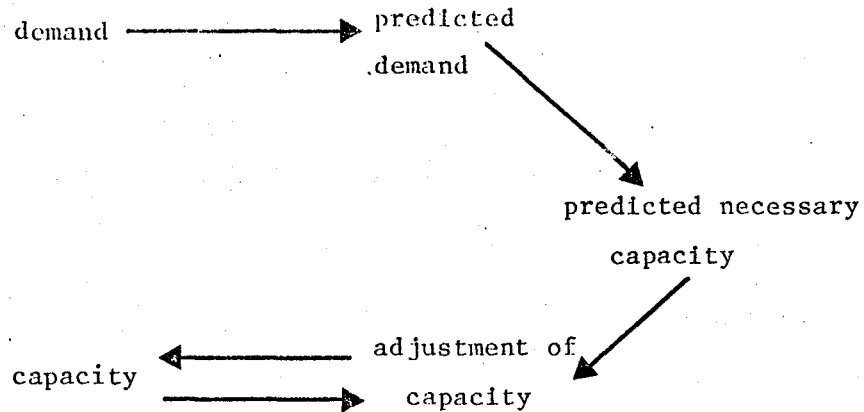 demand
predicted
demand
predicted necessary
capacity
adjustment of
capacity
capacity